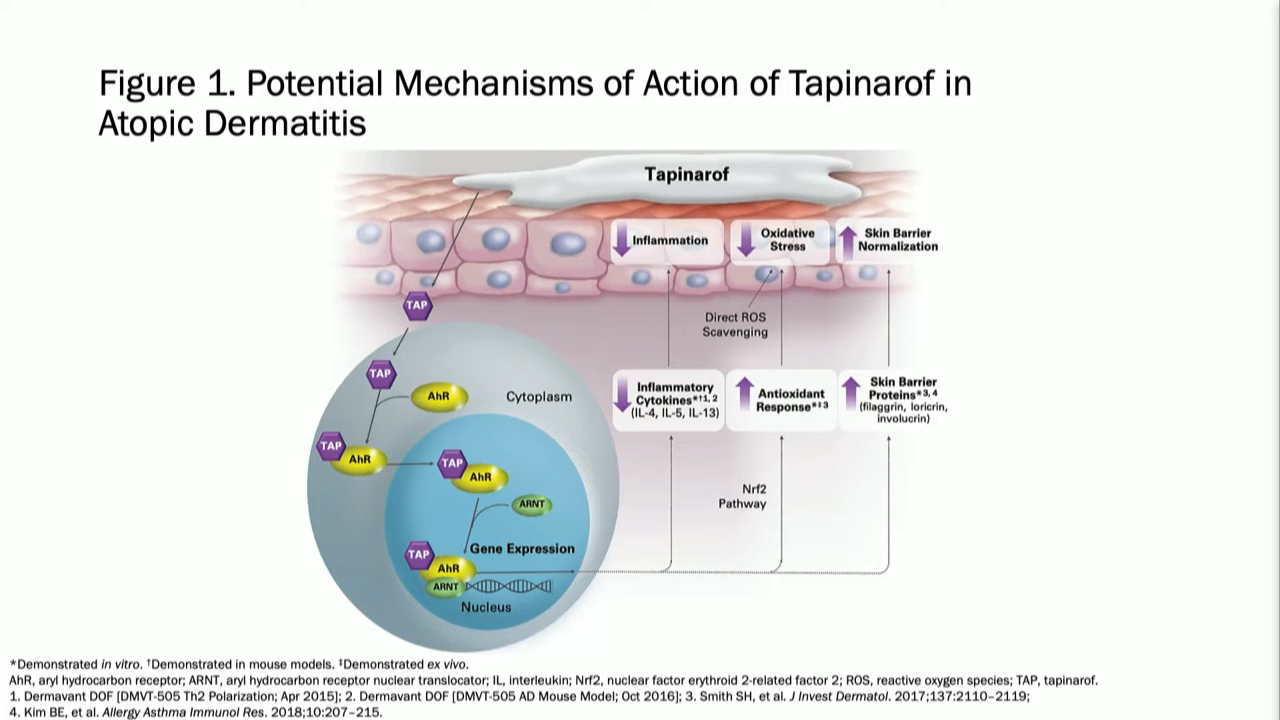 Figure 1. Potential Mechanisms of Action of Tapinarof in
Atopic Dermatitis
Tapinarof
Inflammation
Oxidative
Stress
Skin Barrier
Normalization
TAP
Direct ROS
Scavenging
TAP
AhR
Cytoplasm
Inflammatory
Cytokines*†1, 2
(IL-4, IL-5, IL-13)
Antioxidant
Response*‡3
Skin Barrier
Proteins*3, 4
(filaggrin, loricrin,
involucrin)
TAP
AhR
TAP
AhR
ARNT
Nrf2
Pathway
Gene Expression
TAP
AhR
ARNT
Nucleus
*Demonstrated in vitro. †Demonstrated in mouse models. ‡Demonstrated ex vivo.
AhR, aryl hydrocarbon receptor; ARNT, aryl hydrocarbon receptor nuclear translocator; IL, interleukin; Nrf2, nuclear factor erythroid 2-related factor 2; ROS, reactive oxygen species; TAP, tapinarof.
1. Dermavant DOF [DMVT-505 Th2 Polarization; Apr 2015]; 2. Dermavant DOF [DMVT-505 AD Mouse Model; Oct 2016]; 3. Smith SH, et al. J Invest Dermatol. 2017;137:2110–2119;
4. Kim BE, et al. Allergy Asthma Immunol Res. 2018;10:207–215.